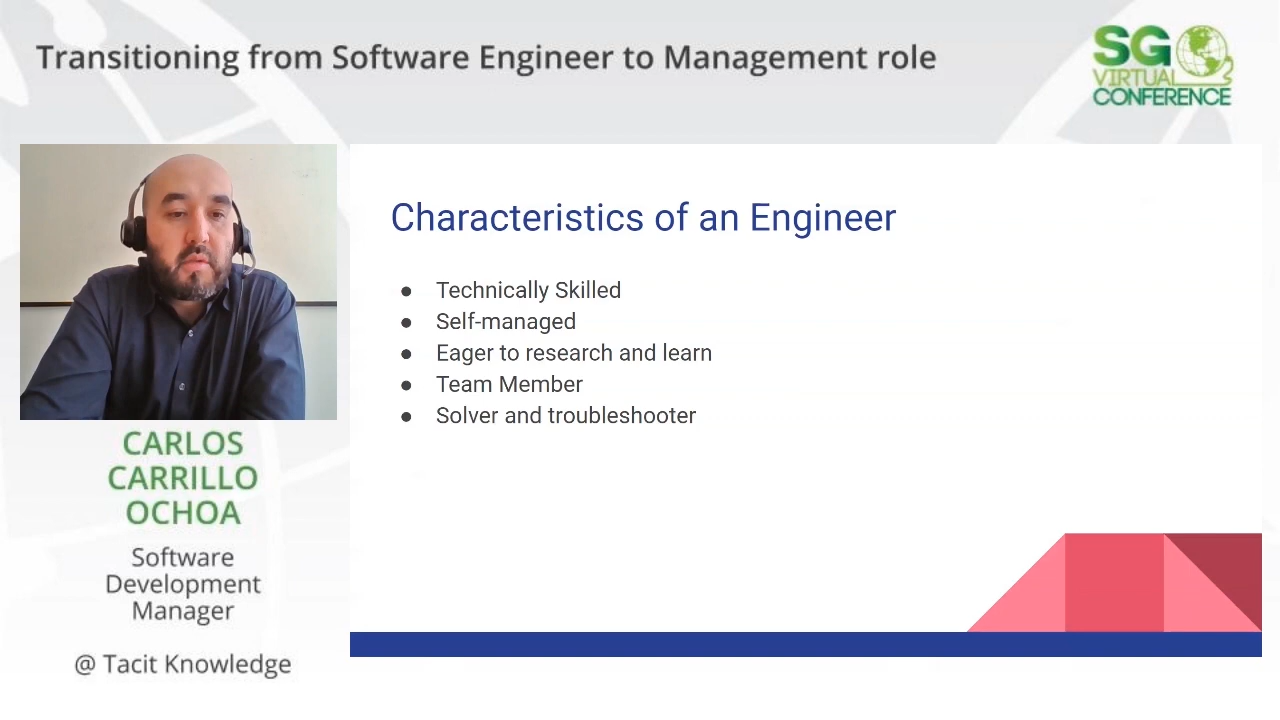 Transitioning from Software Engineer to Management role
SG
VIRTUAL
CONFERENCE
Characteristics of an Engineer
● Technically Skilled
● Self-managed
● Eager to research and learn
● Team Member
● Solver and troubleshooter
CARLOS
CARRILLO
OCHOA
Software
Development
Manager
@ Tacit Knowledge